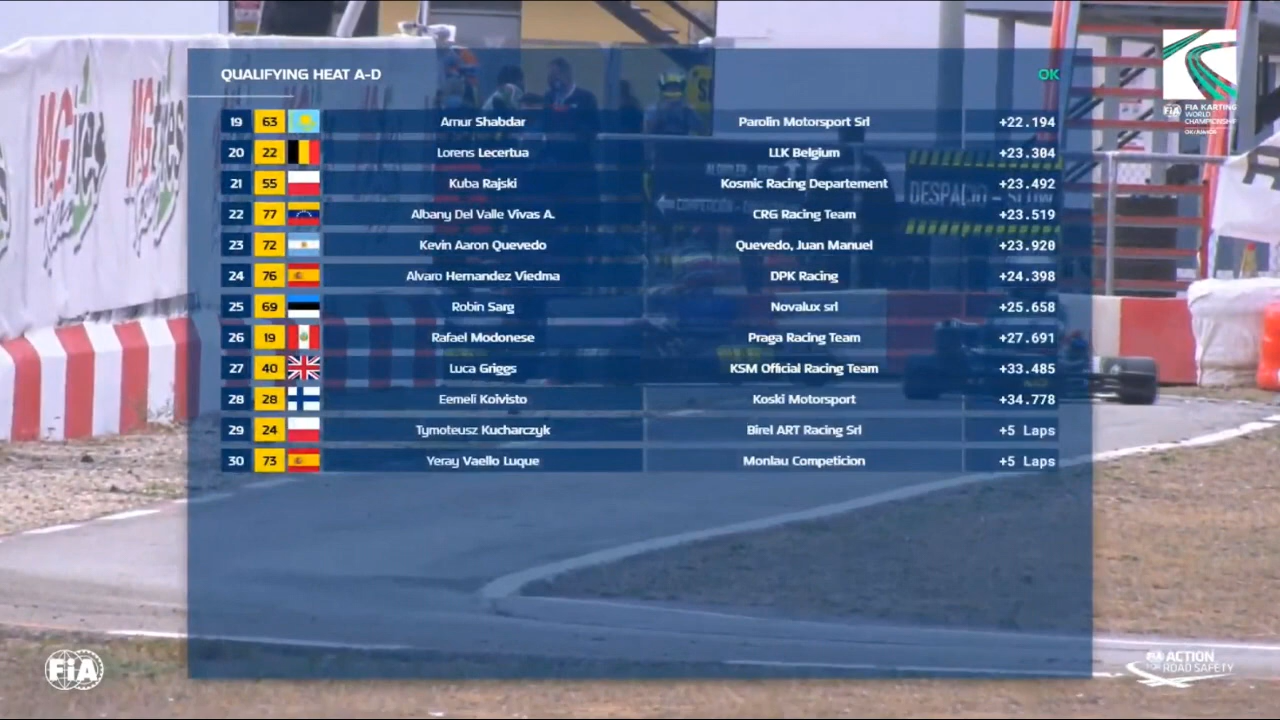 QUALIFYING HEAT A-D OK
19 63 Amur Shabdar Parolin Motorsport Srl +22.194
20 22 Lorens Lecertua LLK Belgium +23.304
21 55 Kuba Rajski Kosmic Racing Departement +23.492
22 77 Albany Del Valle Vivas A. CRG Racing Team +23.519
23 72 Kevin Aaron Quevedo Quevedo, Juan Manuel +23.920
24 76 Alvaro Hernandez Viedma DPK Racing +24.398
25 69 Robin Sarg Novalux srl +25.658
26 19 Rafael Modonese Praga Racing Team +27.691
27 40 Luca Griggs KSM Official Racing Team +33.485
28 28 Eemeli Koivisto Koski Motorsport +34.778
29 24 Tymoteusz Kucharczyk Birel ART Racing Srl +5 Laps
30 73 Yeray Vaello Luque Monlau Competicion +5 Laps
FIA KARTING
WORLD
CHAMPIONSHIP
MG Tires
MG Tires
DESPACIO - SLOW
FIA
FIA ACTION
FOR ROAD SAFETY